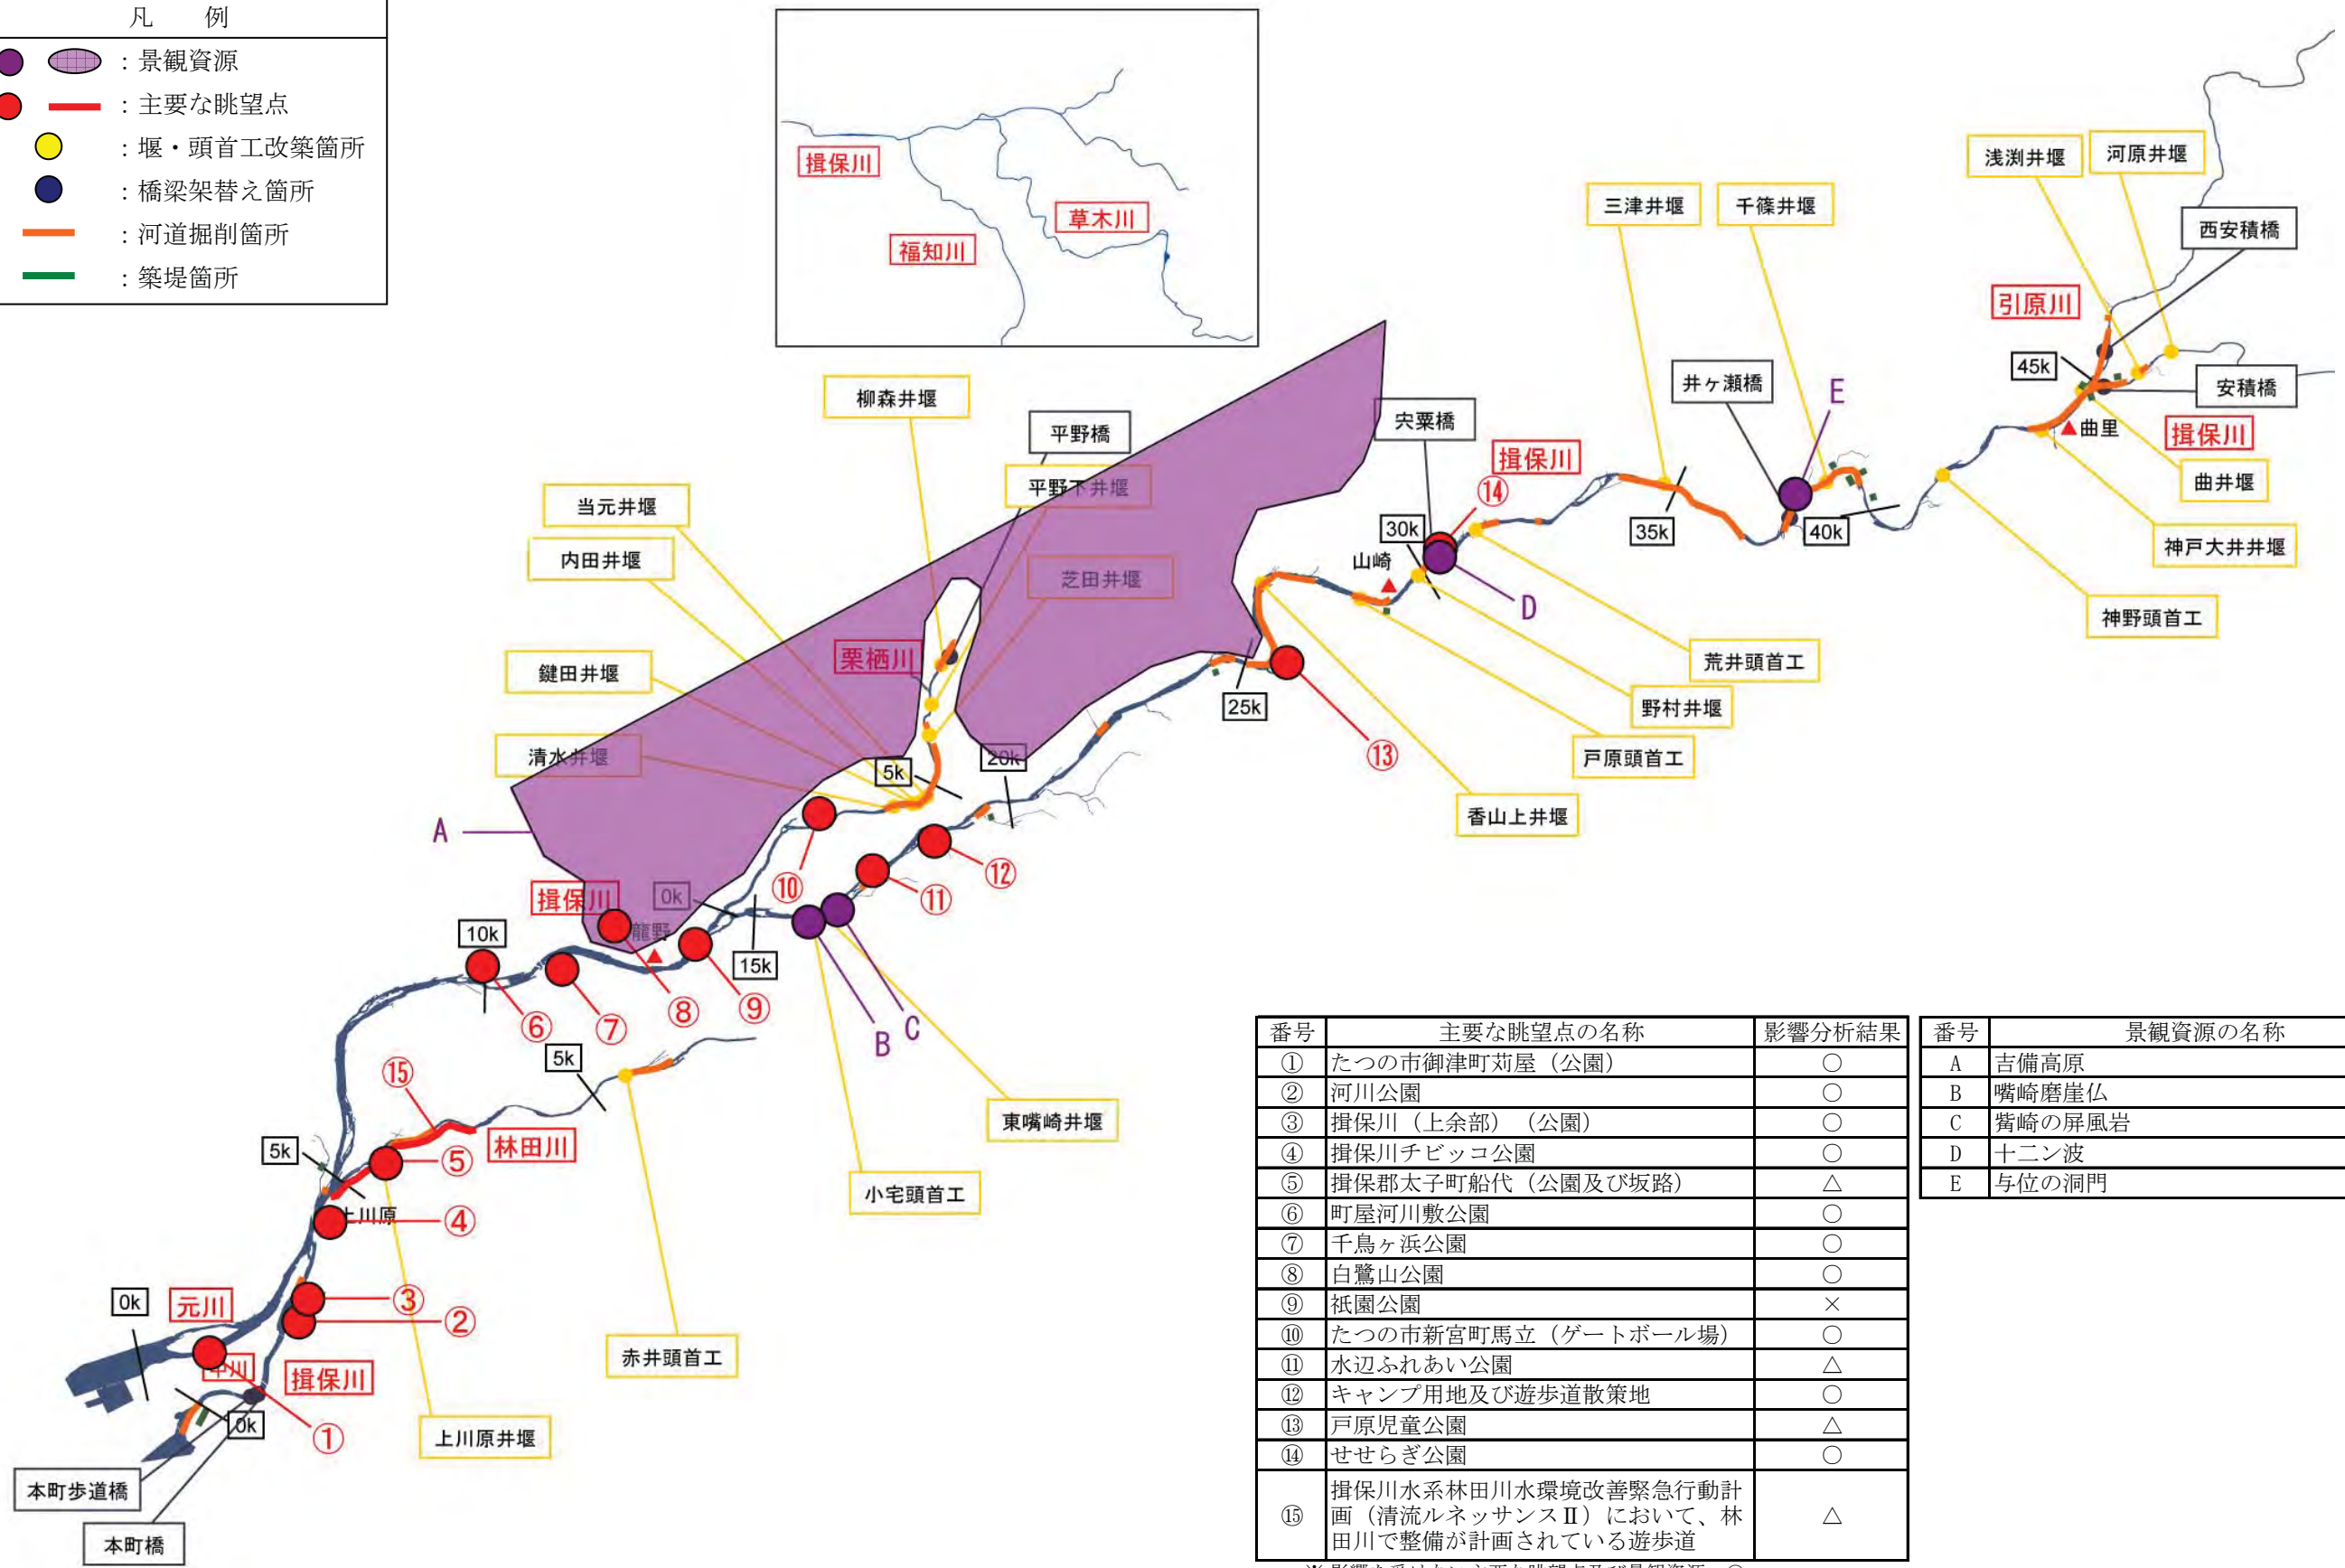 凡 例
: 景観資源
: 主要な眺望点
: 堰・頭首工改築箇所
: 橋梁架替え箇所
: 河道掘削箇所
: 築堤箇所
揖保川
草木川
福知川
浅渕井堰
河原井堰
三津井堰
千篠井堰
西安積橋
引原川
井ヶ瀬橋
E
45k
安積橋
柳森井堰
平野橋
宍粟橋
曲里
揖保川
揖保川
平野下井堰
⑭
曲井堰
当元井堰
30k
35k
40k
神戸大井井堰
内田井堰
芝田井堰
山崎
D
神野頭首工
栗栖川
荒井頭首工
鍵田井堰
25k
野村井堰
清水井堰
20k
⑬
戸原頭首工
5k
香山上井堰
A
⑩
⑫
⑪
揖保川
0k
龍野
10k
15k
⑥
⑦
⑧
⑨
B
C
5k
⑮
東嘴崎井堰
林田川
5k
⑤
小宅頭首工
上川原
④
0k
元川
③
②
赤井頭首工
中川
揖保川
0k
①
上川原井堰
本町歩道橋
本町橋
番号 主要な眺望点の名称 影響分析結果
① たつの市御津町苅屋（公園） ○
② 河川公園 ○
③ 揖保川（上余部）（公園） ○
④ 揖保川チビッコ公園 ○
⑤ 揖保郡太子町船代（公園及び坂路） △
⑥ 町屋河川敷公園 ○
⑦ 千鳥ヶ浜公園 ○
⑧ 白鷺山公園 ○
⑨ 祇園公園 ×
⑩ たつの市新宮町馬立（ゲートボール場） ○
⑪ 水辺ふれあい公園 △
⑫ キャンプ用地及び遊歩道散策地 ○
⑬ 戸原児童公園 △
⑭ せせらぎ公園 ○
⑮ 揖保川水系林田川水環境改善緊急行動計
画（清流ルネッサンスⅡ）において、林
田川で整備が計画されている遊歩道 △
番号 景観資源の名称
A 吉備高原
B 嘴崎磨崖仏
C 觜崎の屏風岩
D 十二ン波
E 与位の洞門